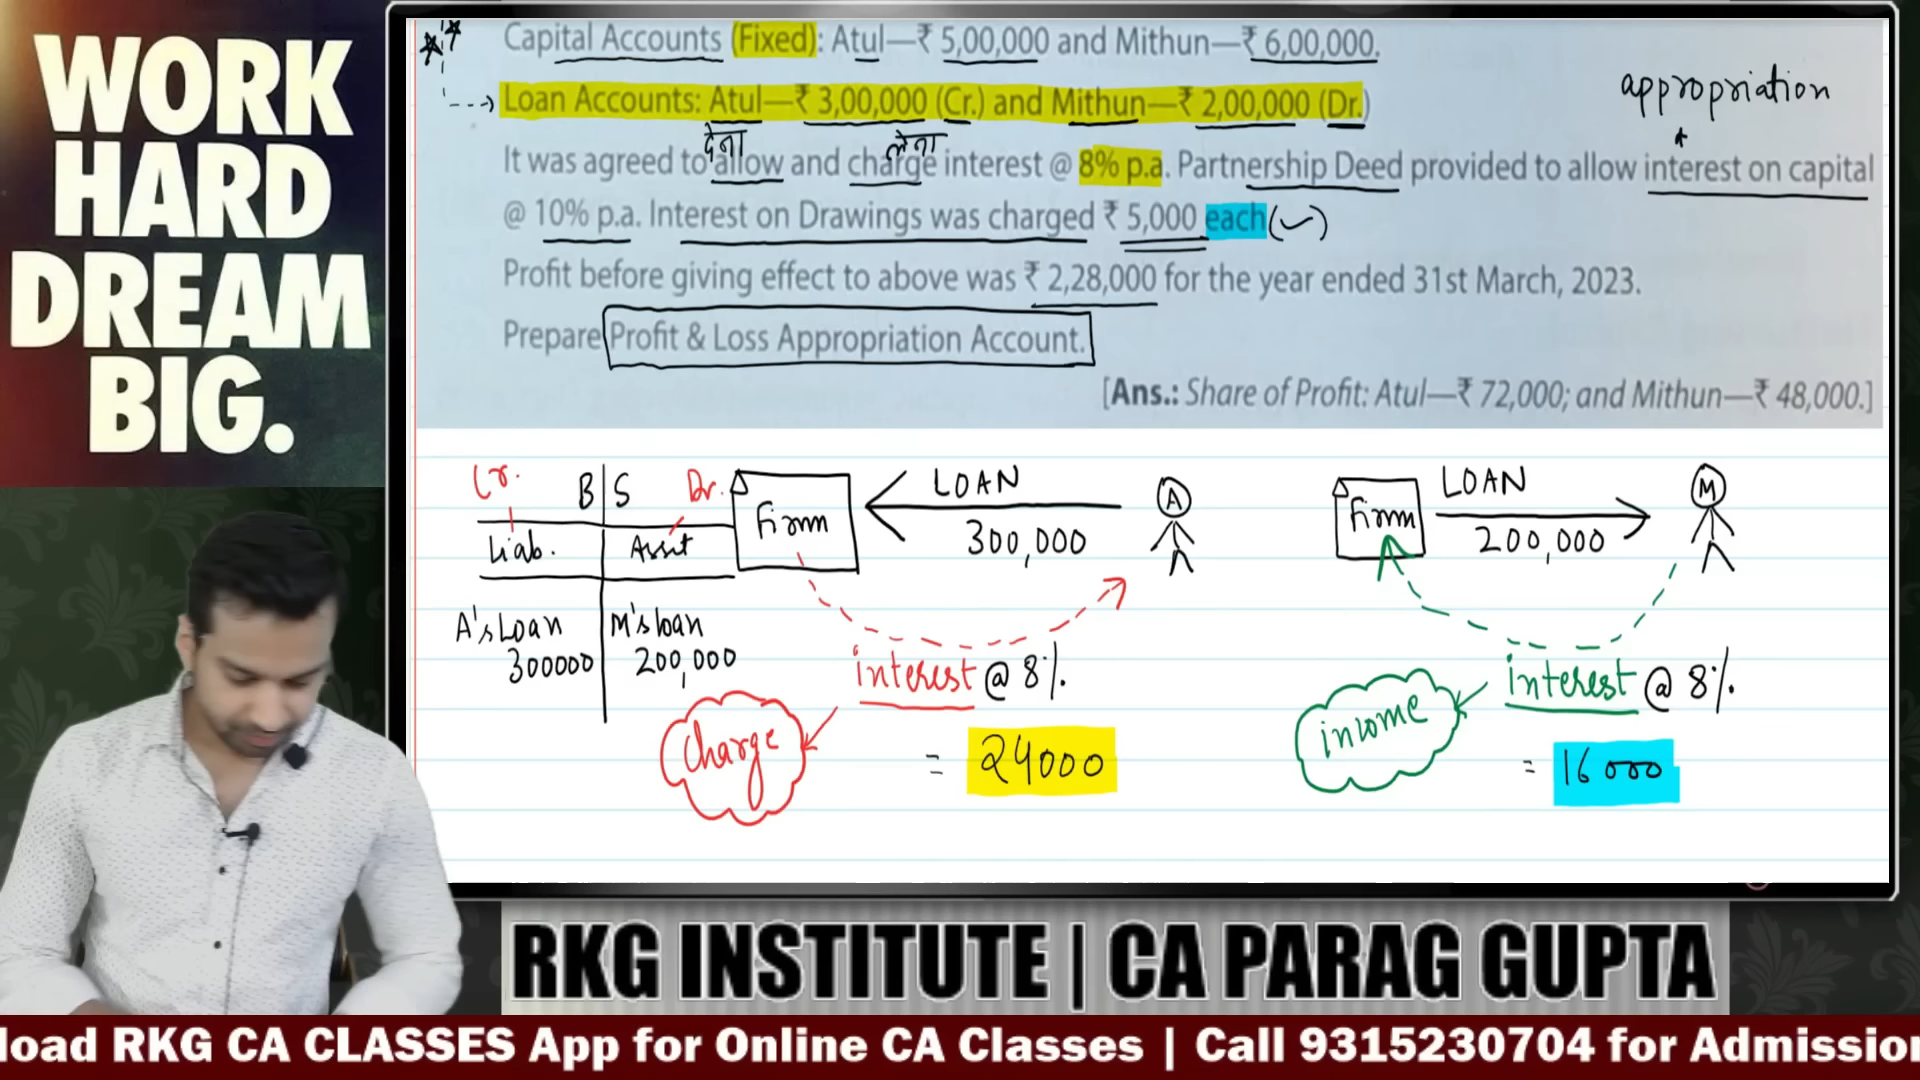 WORK
HARD
DREAM
BIG.
Capital Accounts (Fixed): Atul—₹ 5,00,000 and Mithun—₹ 6,00,000.
appropriation
Loan Accounts: Atul—₹ 3,00,000 (Cr.) and Mithun—₹ 2,00,000 (Dr.)
देना लेना
It was agreed to allow and charge interest @ 8% p.a. Partnership Deed provided to allow interest on capital
@ 10% p.a. Interest on Drawings was charged ₹ 5,000 each (✓)
Profit before giving effect to above was ₹ 2,28,000 for the year ended 31st March, 2023.
Prepare Profit & Loss Appropriation Account.
[Ans.: Share of Profit: Atul—₹ 72,000; and Mithun—₹ 48,000.]
Cr. B S Dr.
Liab. Asset
A's Loan M's loan
300000 200,000
Firm LOAN A
300,000
interest @ 8%
charge = 24000
Firm LOAN M
200,000
interest @ 8%
income = 16000
RKG INSTITUTE | CA PARAG GUPTA
load RKG CA CLASSES App for Online CA Classes | Call 9315230704 for Admission